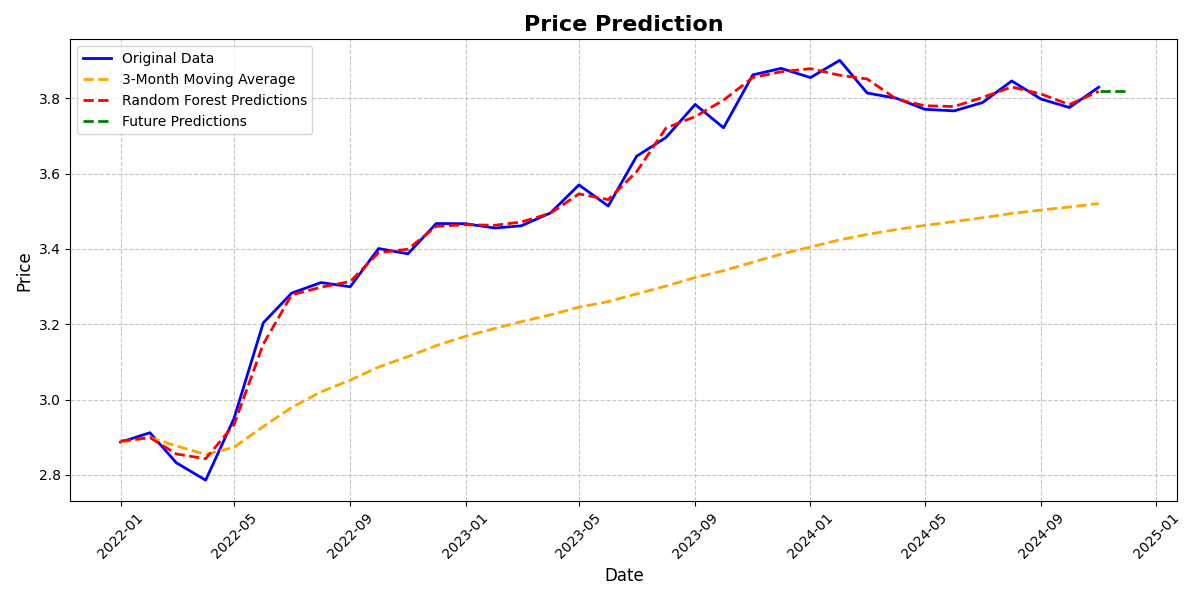 Price Prediction
Original Data
3-Month Moving Average
Random Forest Predictions
Future Predictions
Price
3.8
3.6
3.4
3.2
3.0
2.8
2022-01
2022-05
2022-09
2023-01
2023-05
2023-09
2024-01
2024-05
2024-09
2025-01
Date